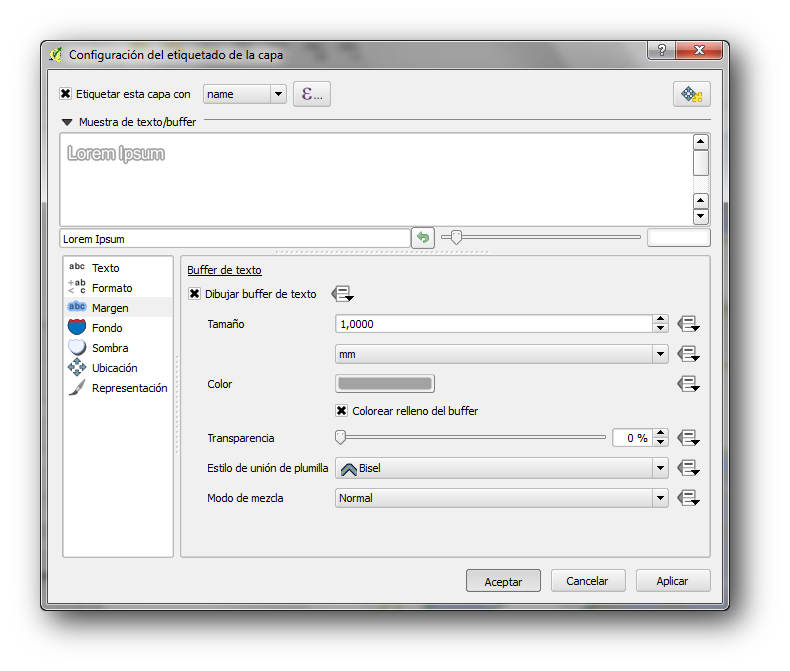 Configuración del etiquetado de la capa
?
Etiquetar esta capa con name ε...
Muestra de texto/buffer
Lorem Ipsum
Lorem Ipsum
abc Texto
+ab < c Formato
abc Margen
Fondo
Sombra
Ubicación
Representación
Buffer de texto
Dibujar buffer de texto
Tamaño 1,0000
mm
Color
Colorear relleno del buffer
Transparencia 0 %
Estilo de unión de plumilla Bisel
Modo de mezcla Normal
Aceptar Cancelar Aplicar